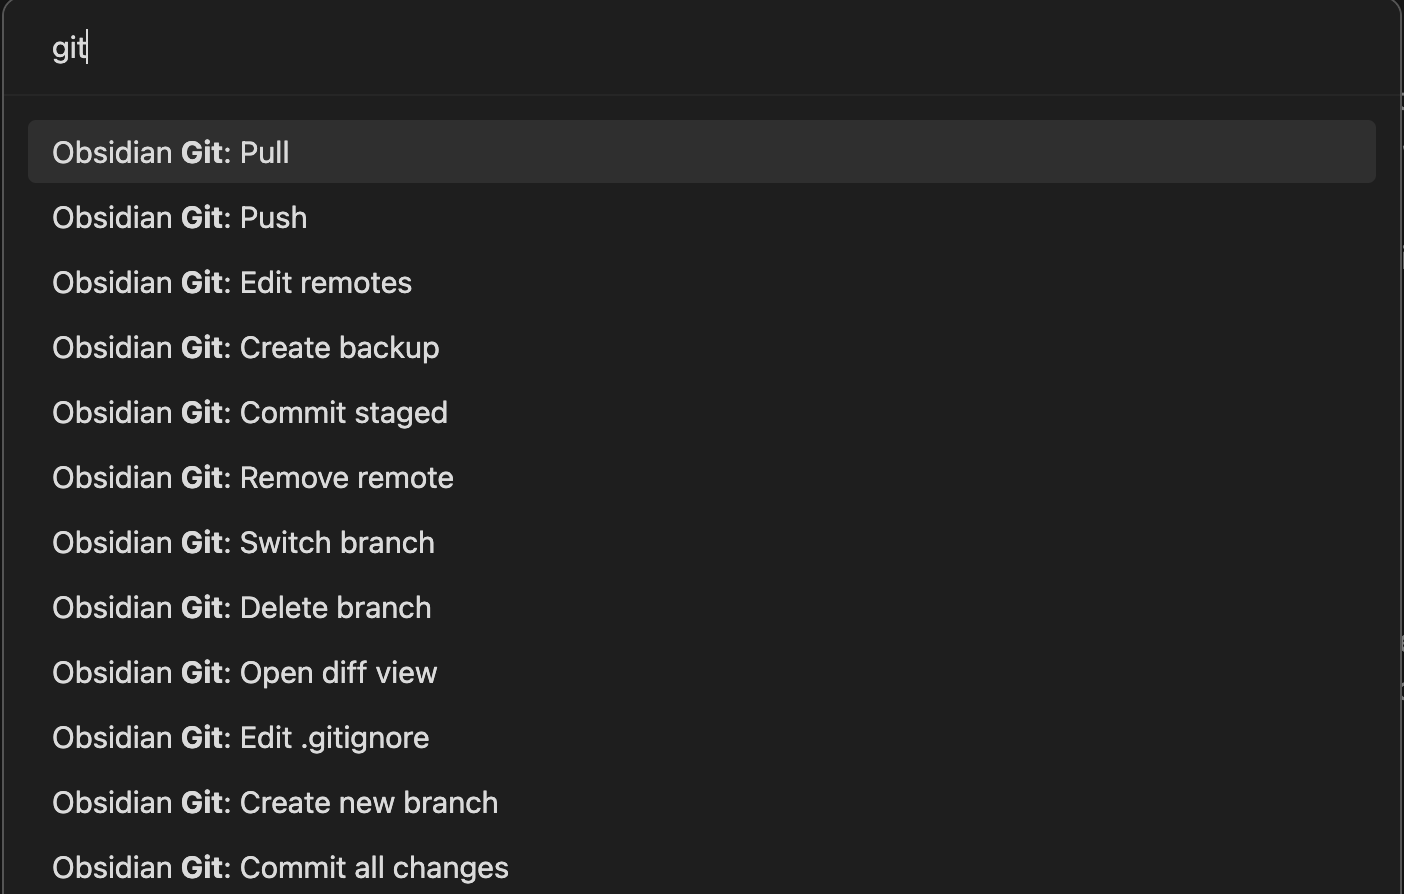 git
Obsidian Git: Pull
Obsidian Git: Push
Obsidian Git: Edit remotes
Obsidian Git: Create backup
Obsidian Git: Commit staged
Obsidian Git: Remove remote
Obsidian Git: Switch branch
Obsidian Git: Delete branch
Obsidian Git: Open diff view
Obsidian Git: Edit .gitignore
Obsidian Git: Create new branch
Obsidian Git: Commit all changes